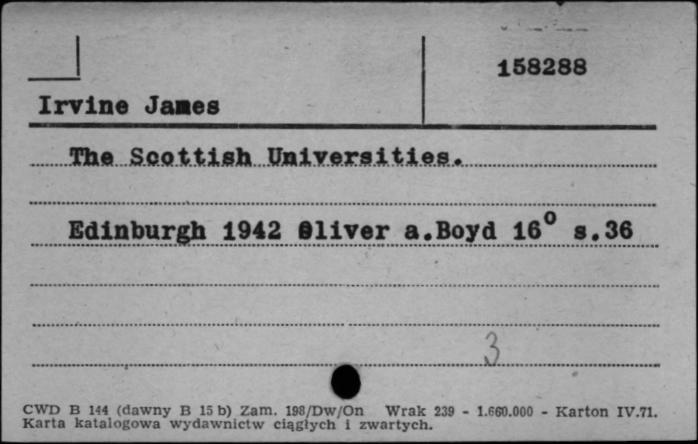 158288
Irvine James
The Scottish Universities.
Edinburgh 1942 Oliver a.Boyd 16° s.36
3
CWD B 144 (dawny B 15 b) Zam. 198/Dw/On Wrak 239 - 1.660.000 - Karton IV.71.
Karta katalogowa wydawnictw ciągłych i zwartych.